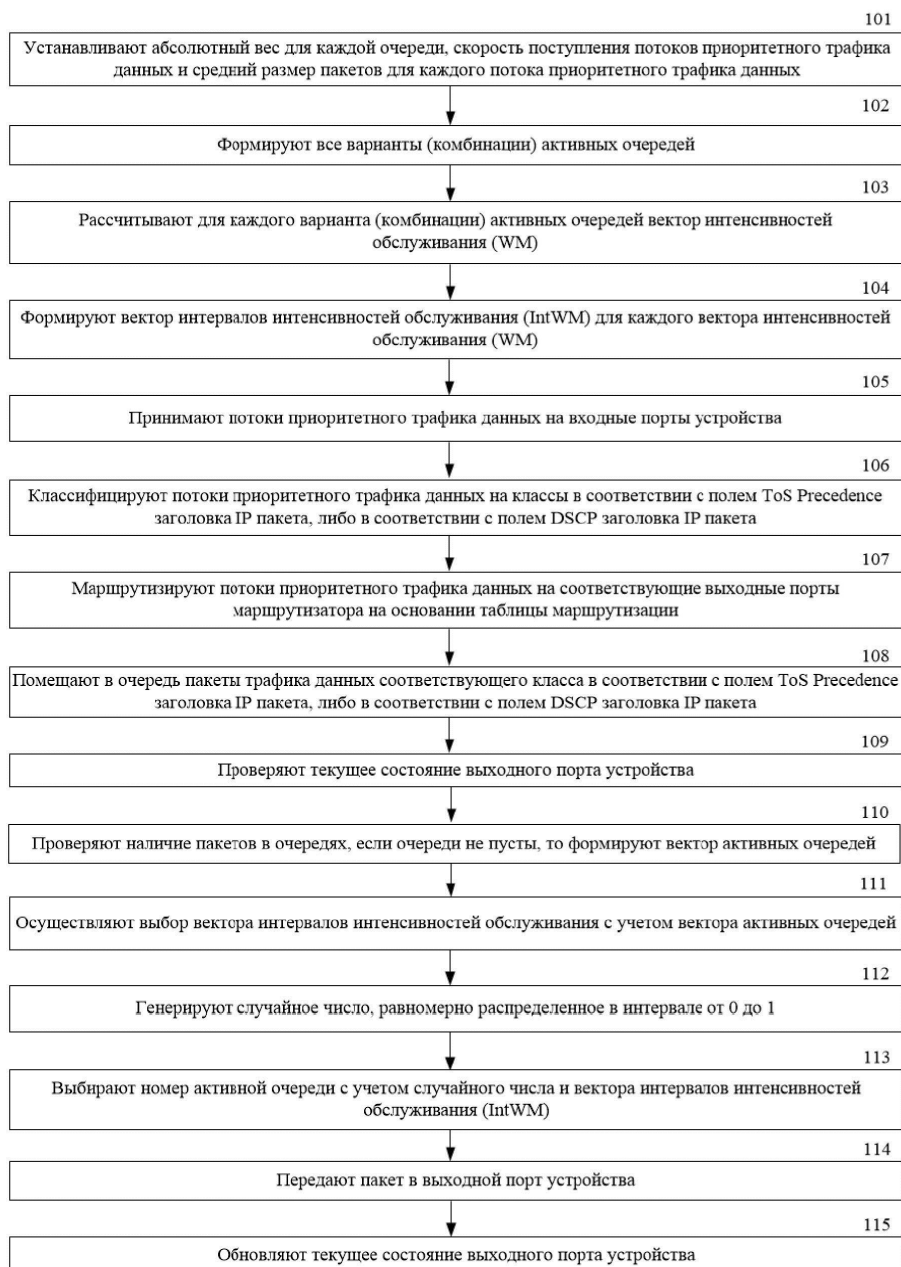 101
Устанавливают абсолютный вес для каждой очереди, скорость поступления потоков приоритетного трафика
данных и средний размер пакетов для каждого потока приоритетного трафика данных
102
Формируют все варианты (комбинации) активных очередей
103
Рассчитывают для каждого варианта (комбинации) активных очередей вектор интенсивностей
обслуживания (WM)
104
Формируют вектор интервалов интенсивностей обслуживания (IntWM) для каждого вектора интенсивностей
обслуживания (WM)
105
Принимают потоки приоритетного трафика данных на входные порты устройства
106
Классифицируют потоки приоритетного трафика данных на классы в соответствии с полем ToS Precedence
заголовка IP пакета, либо в соответствии с полем DSCP заголовка IP пакета
107
Маршрутизируют потоки приоритетного трафика данных на соответствующие выходные порты
маршрутизатора на основании таблицы маршрутизации
108
Помещают в очередь пакеты трафика данных соответствующего класса в соответствии с полем ToS Precedence
заголовка IP пакета, либо в соответствии с полем DSCP заголовка IP пакета
109
Проверяют текущее состояние выходного порта устройства
110
Проверяют наличие пакетов в очередях, если очереди не пусты, то формируют вектор активных очередей
111
Осуществляют выбор вектора интервалов интенсивностей обслуживания с учетом вектора активных очередей
112
Генерируют случайное число, равномерно распределенное в интервале от 0 до 1
113
Выбирают номер активной очереди с учетом случайного числа и вектора интервалов интенсивностей
обслуживания (IntWM)
114
Передают пакет в выходной порт устройства
115
Обновляют текущее состояние выходного порта устройства